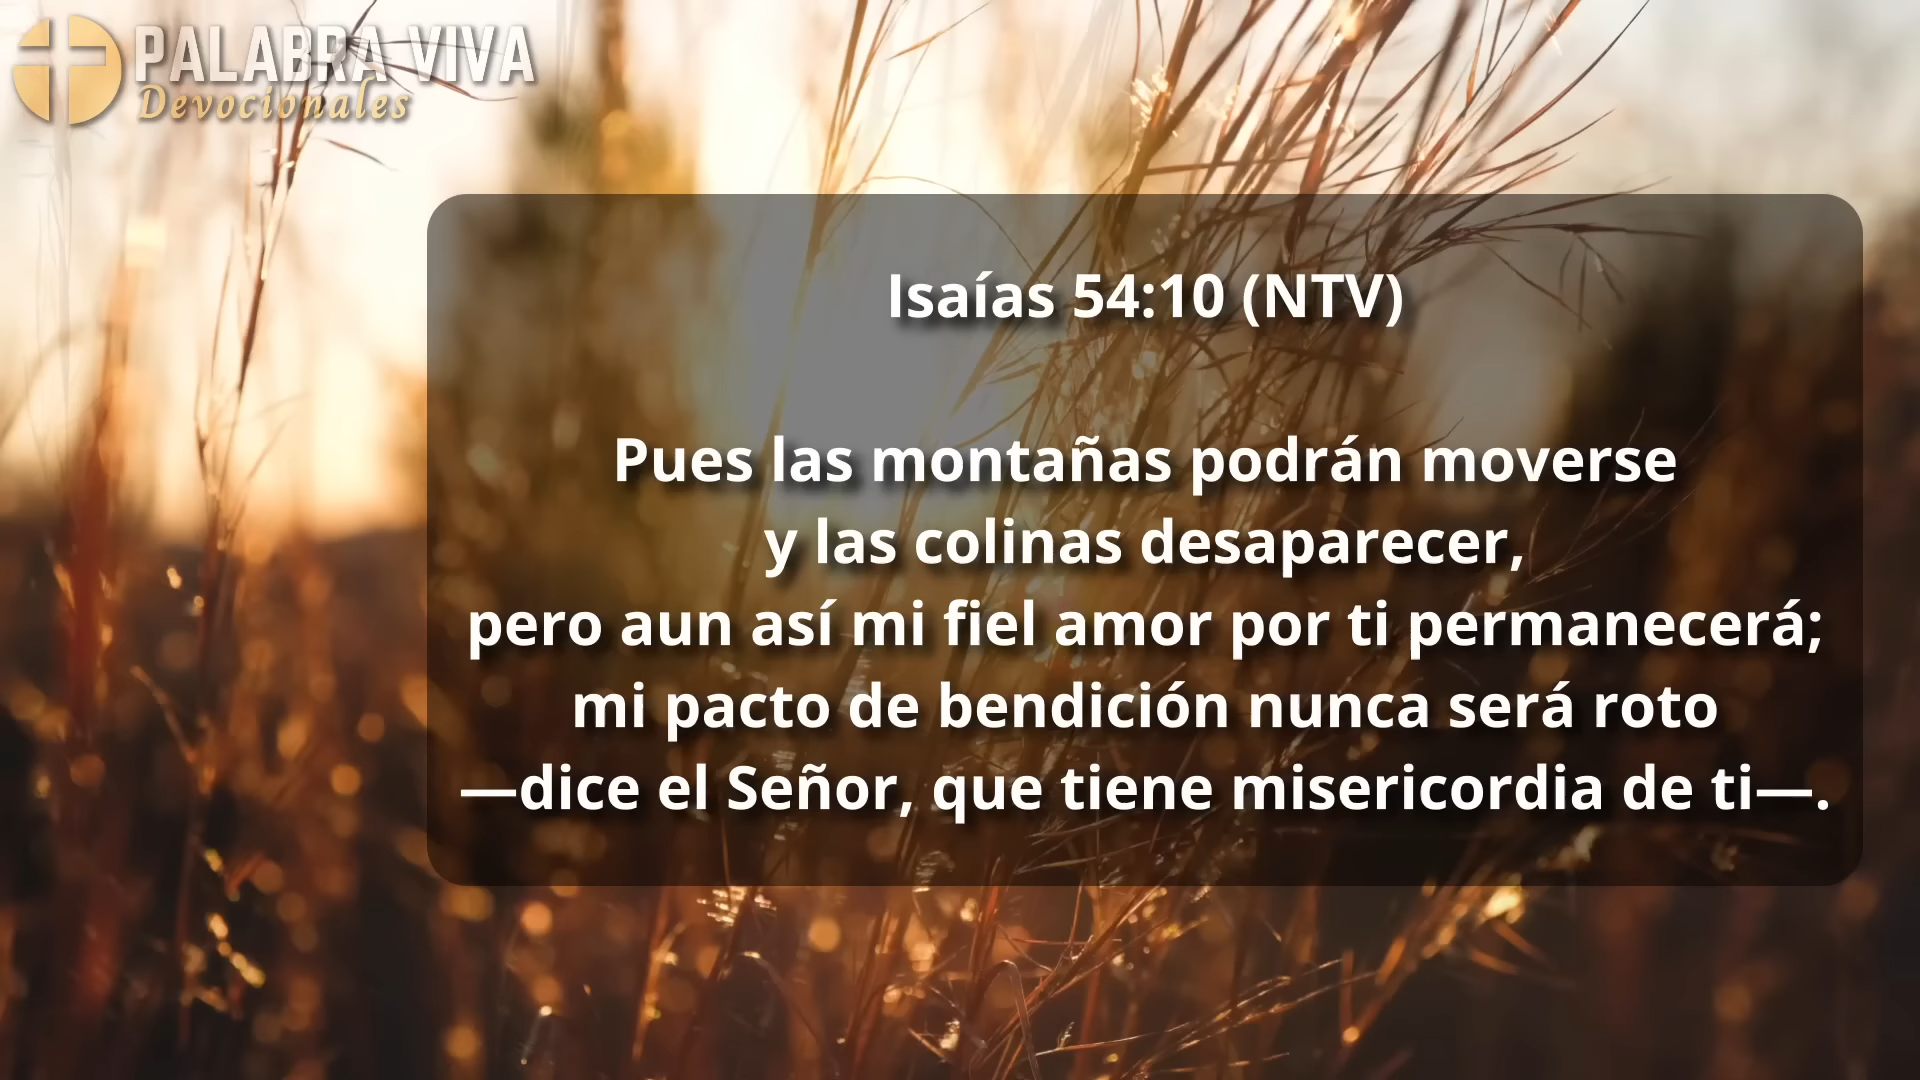 PALABRA VIVA
Devocionales
Isaías 54:10 (NTV)
Pues las montañas podrán moverse
y las colinas desaparecer,
pero aun así mi fiel amor por ti permanecerá;
mi pacto de bendición nunca será roto
—dice el Señor, que tiene misericordia de ti—.